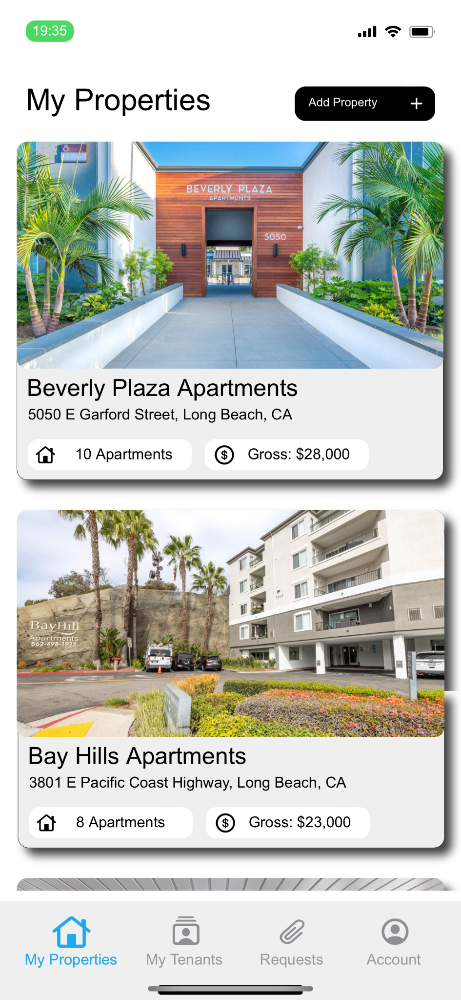 19:35
My Properties
Add Property +
8
BEVERLY PLAZA
APARTMENTS
5050
Beverly Plaza Apartments
5050 E Garford Street, Long Beach, CA
10 Apartments
$ Gross: $28,000
3801
BayHill
Apartments
562-498-1915
Bay Hills Apartments
3801 E Pacific Coast Highway, Long Beach, CA
8 Apartments
$ Gross: $23,000
My Properties
My Tenants
Requests
Account